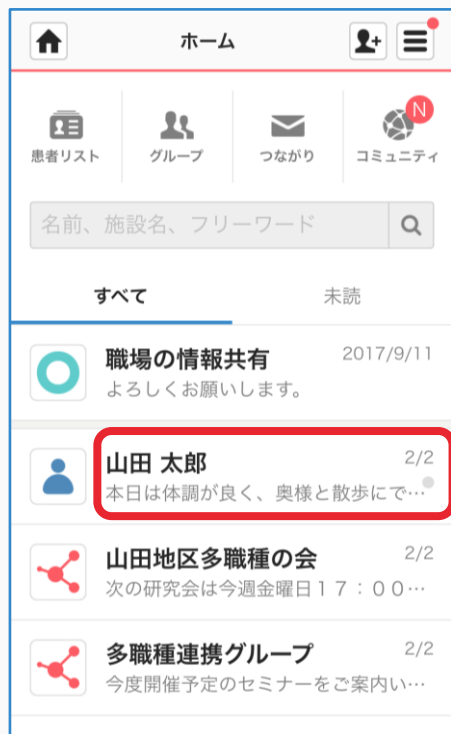 ホーム
患者リスト
グループ
つながり
コミュニティ
N
名前、施設名、フリーワード
すべて
未読
職場の情報共有
2017/9/11
よろしくお願いします。
山田 太郎
2/2
本日は体調が良く、奥様と散歩にで…
山田地区多職種の会
2/2
次の研究会は今週金曜日17:00…
多職種連携グループ
2/2
今度開催予定のセミナーをご案内い…